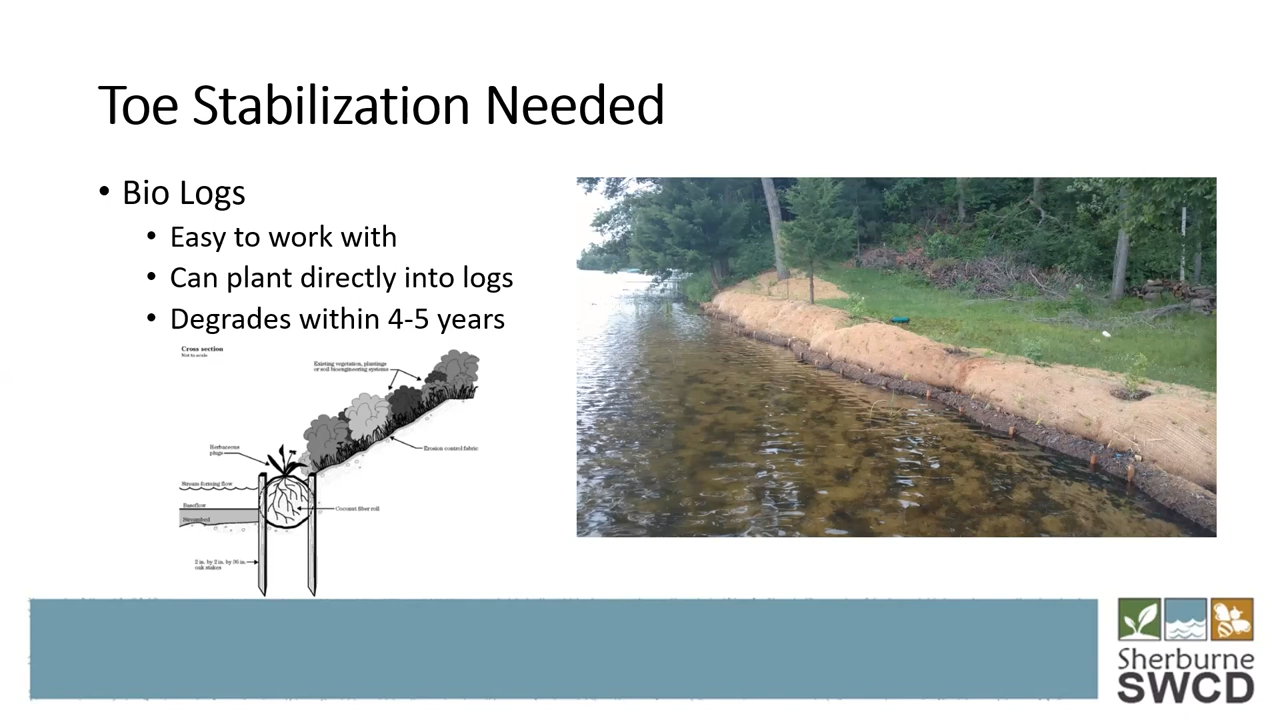 Toe Stabilization Needed
• Bio Logs
• Easy to work with
• Can plant directly into logs
• Degrades within 4-5 years
Cross section
Not to scale
Existing vegetation, plantings
or soil bioengineering systems
Herbaceous
plugs
Erosion control fabric
Stream forming flow
Baseflow
Streambed
Coconut fiber roll
2 in. by 2 in. by 36 in.
oak stakes
Sherburne
SWCD